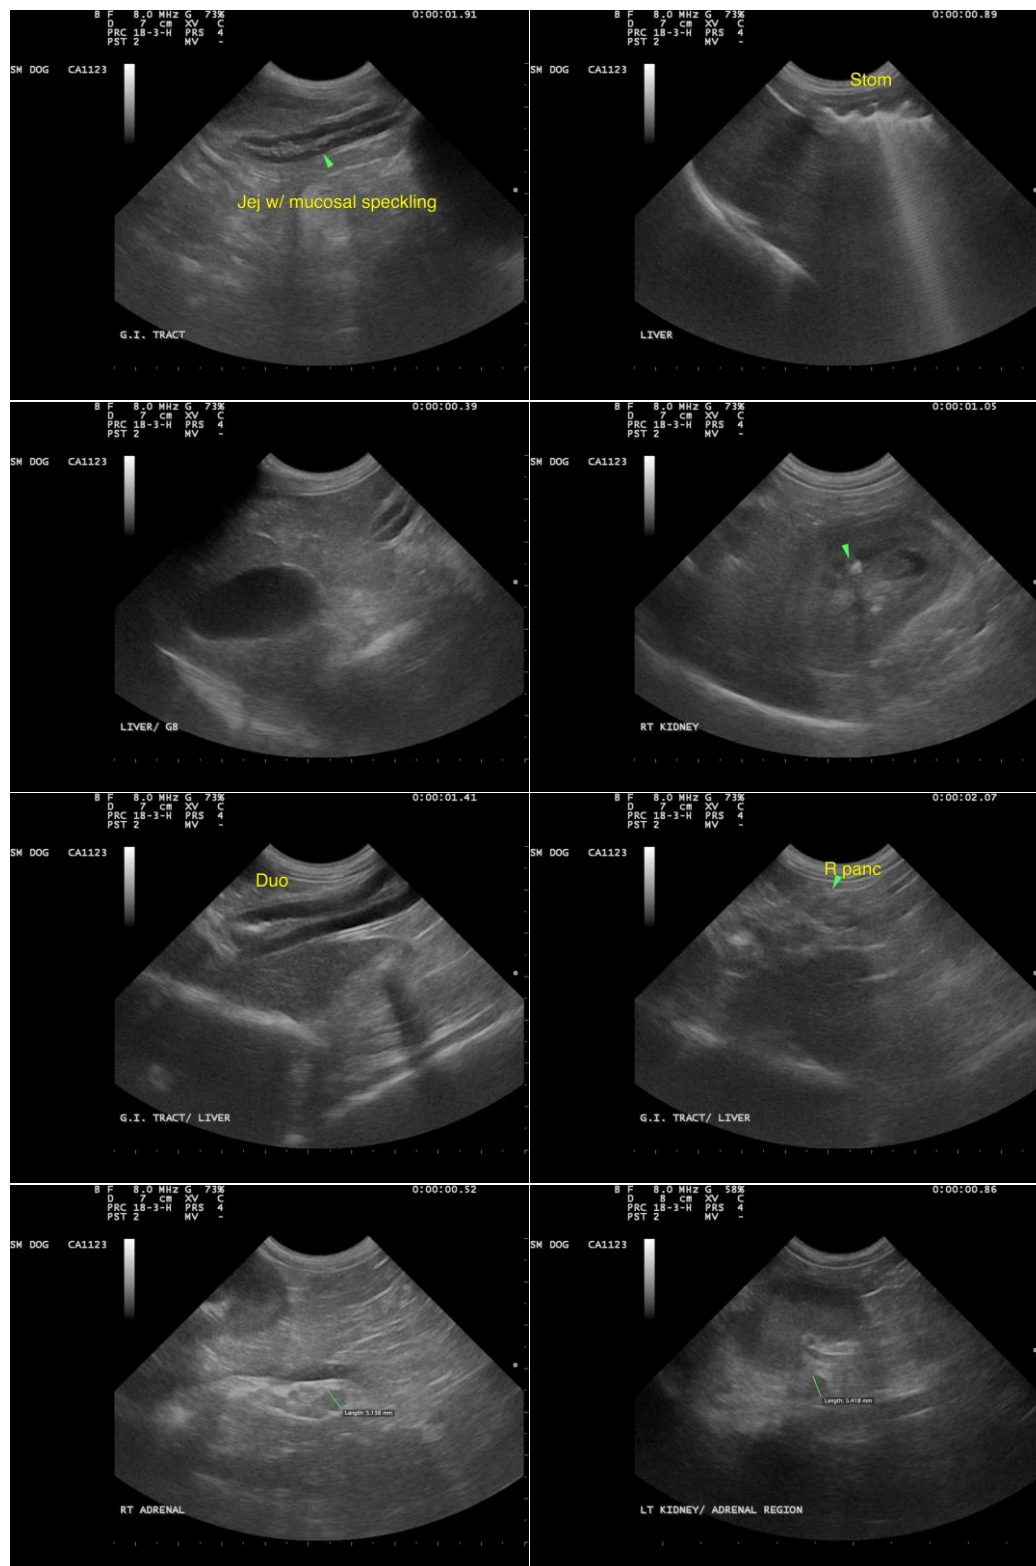 B F 8.0 MHz G 73%
D 7 cm XV C
PRC 18-3-H PRS 4
PST 2 MV -
0:00:01.91
SM DOG CA1123
Jej w/ mucosal speckling
G.I. TRACT
B F 8.0 MHz G 73%
D 7 cm XV C
PRC 18-3-H PRS 4
PST 2 MV -
0:00:00.89
SM DOG CA1123
Stom
LIVER
B F 8.0 MHz G 73%
D 7 cm XV C
PRC 18-3-H PRS 4
PST 2 MV -
0:00:00.39
SM DOG CA1123
LIVER/ GB
B F 8.0 MHz G 73%
D 7 cm XV C
PRC 18-3-H PRS 4
PST 2 MV -
0:00:01.05
SM DOG CA1123
RT KIDNEY
B F 8.0 MHz G 73%
D 7 cm XV C
PRC 18-3-H PRS 4
PST 2 MV -
0:00:01.41
SM DOG CA1123
Duo
G.I. TRACT/ LIVER
B F 8.0 MHz G 73%
D 7 cm XV C
PRC 18-3-H PRS 4
PST 2 MV -
0:00:02.07
SM DOG CA1123
R panc
G.I. TRACT/ LIVER
B F 8.0 MHz G 73%
D 7 cm XV C
PRC 18-3-H PRS 4
PST 2 MV -
0:00:00.52
SM DOG CA1123
Length: 5.138 mm
RT ADRENAL
B F 8.0 MHz G 58%
D 8 cm XV C
PRC 18-3-H PRS 4
PST 2 MV -
0:00:00.86
SM DOG CA1123
Length: 5.418 mm
LT KIDNEY/ ADRENAL REGION